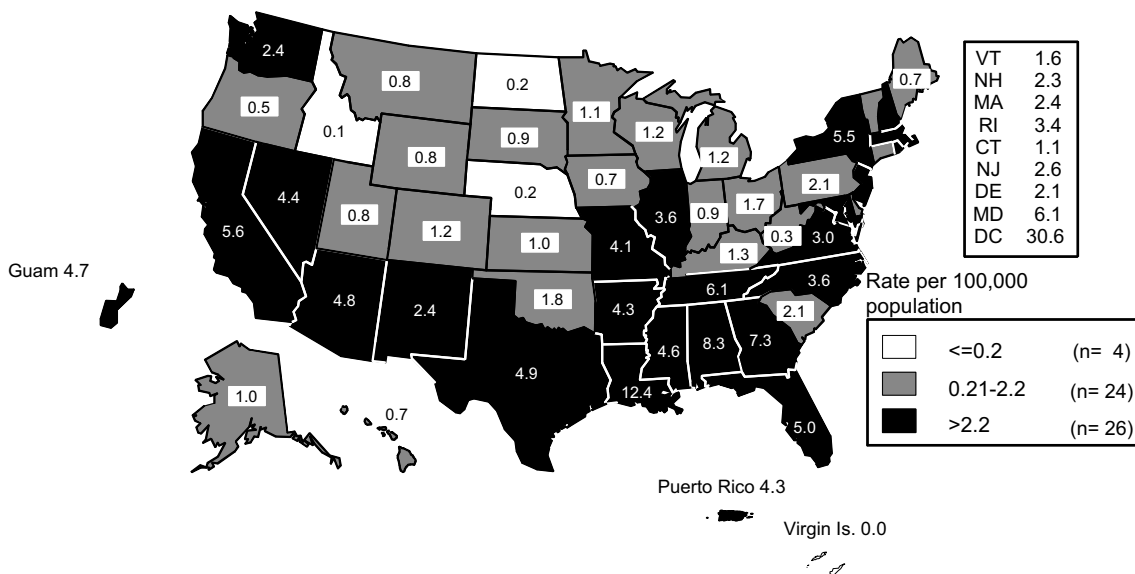 2.4
0.8
0.2
1.1
0.7
VT 1.6
NH 2.3
MA 2.4
RI 3.4
CT 1.1
NJ 2.6
DE 2.1
MD 6.1
DC 30.6
0.5
0.1
0.8
0.9
1.2
1.2
5.5
4.4
0.8
1.2
0.2
0.7
3.6
0.9
1.7
2.1
5.6
1.0
4.1
1.3
0.3
3.0
Guam 4.7
4.8
2.4
1.8
4.3
6.1
3.6
2.1
4.9
4.6
8.3
7.3
12.4
5.0
Rate per 100,000
population
<=0.2 (n= 4)
0.21-2.2 (n= 24)
>2.2 (n= 26)
1.0
0.7
Puerto Rico 4.3
Virgin Is. 0.0